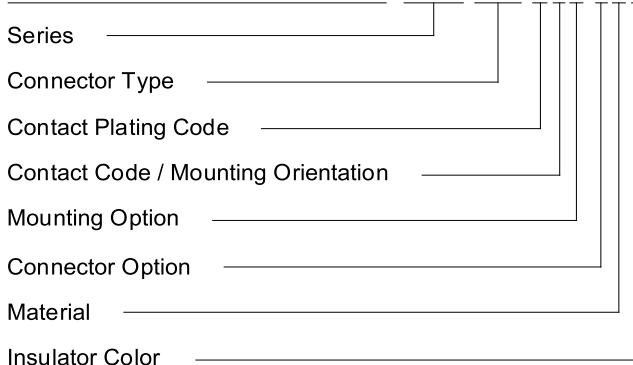 Series
Connector Type
Contact Plating Code
Contact Code / Mounting Orientation
Mounting Option
Connector Option
Material
Insulator Color